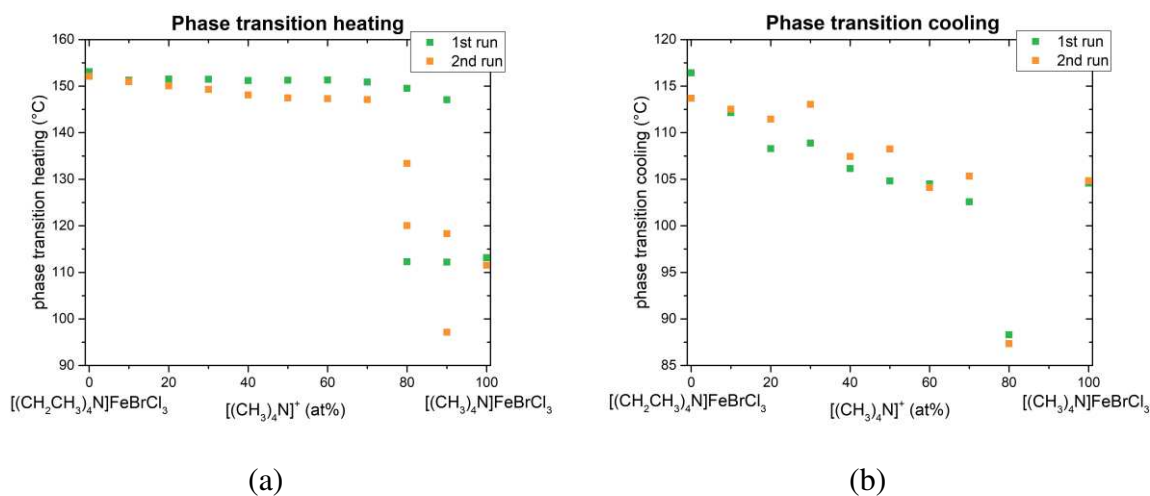 Phase transition heating
1st run
2nd run
phase transition heating (°C)
160
150
140
130
120
110
100
90
0
20
40
60
80
100
[(CH2CH3)4N]FeBrCl3
[(CH3)4N]+ (at%)
[(CH3)4N]FeBrCl3
(a)
Phase transition cooling
1st run
2nd run
phase transition cooling (°C)
120
115
110
105
100
95
90
85
0
20
40
60
80
100
[(CH2CH3)4N]FeBrCl3
[(CH3)4N]+ (at%)
[(CH3)4N]FeBrCl3
(b)